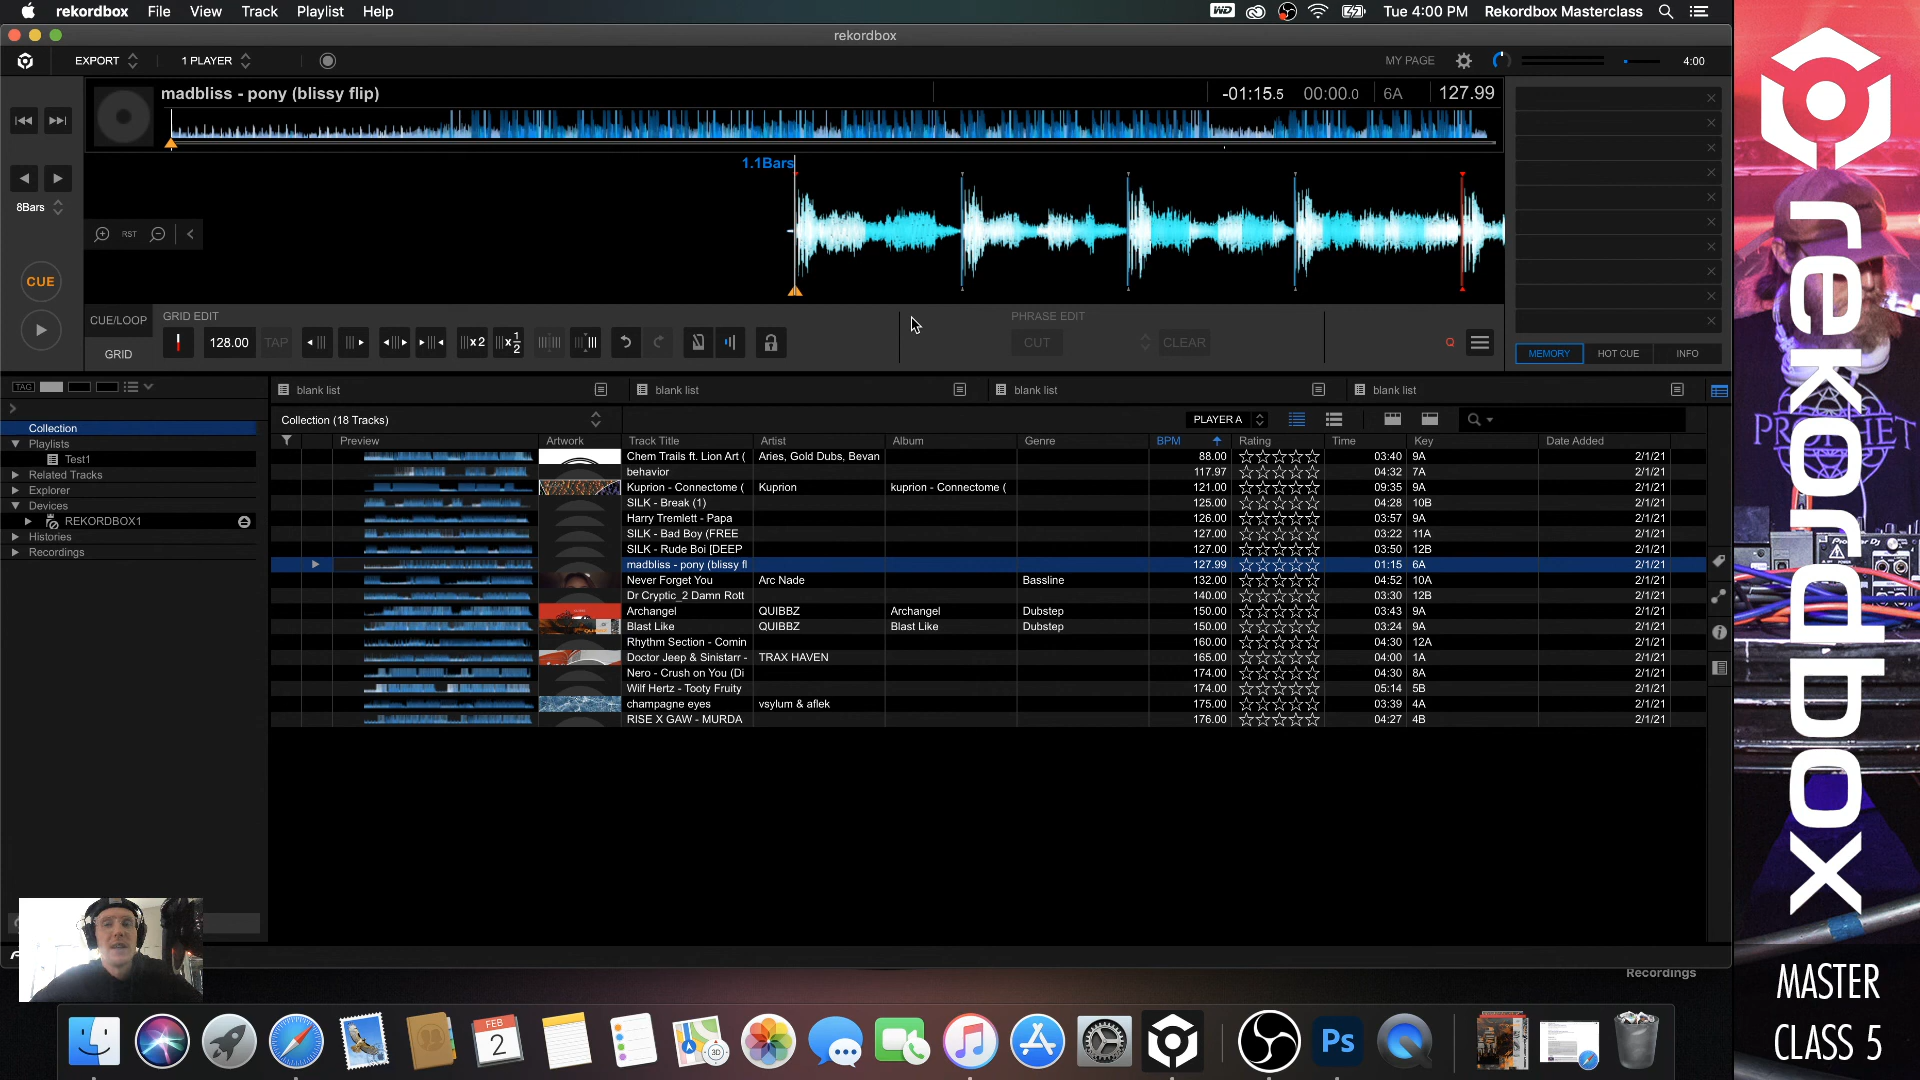 rekordbox File View Track Playlist Help
WD Tue 4:00 PM Rekordbox Masterclass
rekordbox
EXPORT 1 PLAYER MY PAGE 4:00
madbliss - pony (blissy flip) -01:15.5 00:00.0 6A 127.99
1.1Bars
8Bars
RST
CUE
CUE/LOOP GRID EDIT PHRASE EDIT
128.00 TAP x2 x1/2 CUT CLEAR Q
GRID MEMORY HOT CUE INFO
TAG blank list blank list blank list blank list
Collection (18 Tracks) PLAYER A
Collection
Playlists
Test1
Related Tracks
Explorer
Devices
REKORDBOX1
Histories
Recordings
Preview Artwork Track Title Artist Album Genre BPM Rating Time Key Date Added
Chem Trails ft. Lion Art ( Aries, Gold Dubs, Bevan 88.00 03:40 9A 2/1/21
behavior 117.97 04:32 7A 2/1/21
Kuprion - Connectome ( Kuprion kuprion - Connectome ( 121.00 09:35 9A 2/1/21
SILK - Break (1) 125.00 04:28 10B 2/1/21
Harry Tremlett - Papa 126.00 03:57 9A 2/1/21
SILK - Bad Boy (FREE 127.00 03:22 11A 2/1/21
SILK - Rude Boi [DEEP 127.00 03:50 12B 2/1/21
madbliss - pony (blissy fl 127.99 01:15 6A 2/1/21
Never Forget You Arc Nade Bassline 132.00 04:52 10A 2/1/21
Dr Cryptic_2 Damn Rott 140.00 03:30 12B 2/1/21
Archangel QUIBBZ Archangel Dubstep 150.00 03:43 9A 2/1/21
Blast Like QUIBBZ Blast Like Dubstep 150.00 03:24 9A 2/1/21
Rhythm Section - Comin 160.00 04:30 12A 2/1/21
Doctor Jeep & Sinistarr - TRAX HAVEN 165.00 04:00 1A 2/1/21
Nero - Crush on You (Di 174.00 04:30 8A 2/1/21
Wilf Hertz - Tooty Fruity 174.00 05:14 5B 2/1/21
champagne eyes vsylum & aflek 175.00 03:39 4A 2/1/21
RISE X GAW - MURDA 176.00 04:27 4B 2/1/21
Recordings
FEB
2
3D
Ps
rekordbox
PROPHET
Pioneer Dj
MASTER
CLASS 5